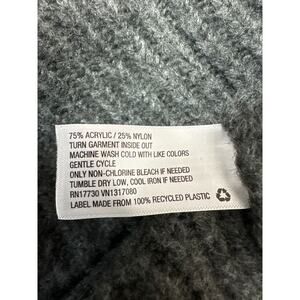 75% ACRYLIC / 25% NYLON
TURN GARMENT INSIDE OUT
MACHINE WASH COLD WITH LIKE COLORS
GENTLE CYCLE
ONLY NON-CHLORINE BLEACH IF NEEDED
TUMBLE DRY LOW, COOL IRON IF NEEDED
RN17730 VN1317080
LABEL MADE FROM 100% RECYCLED PLASTIC